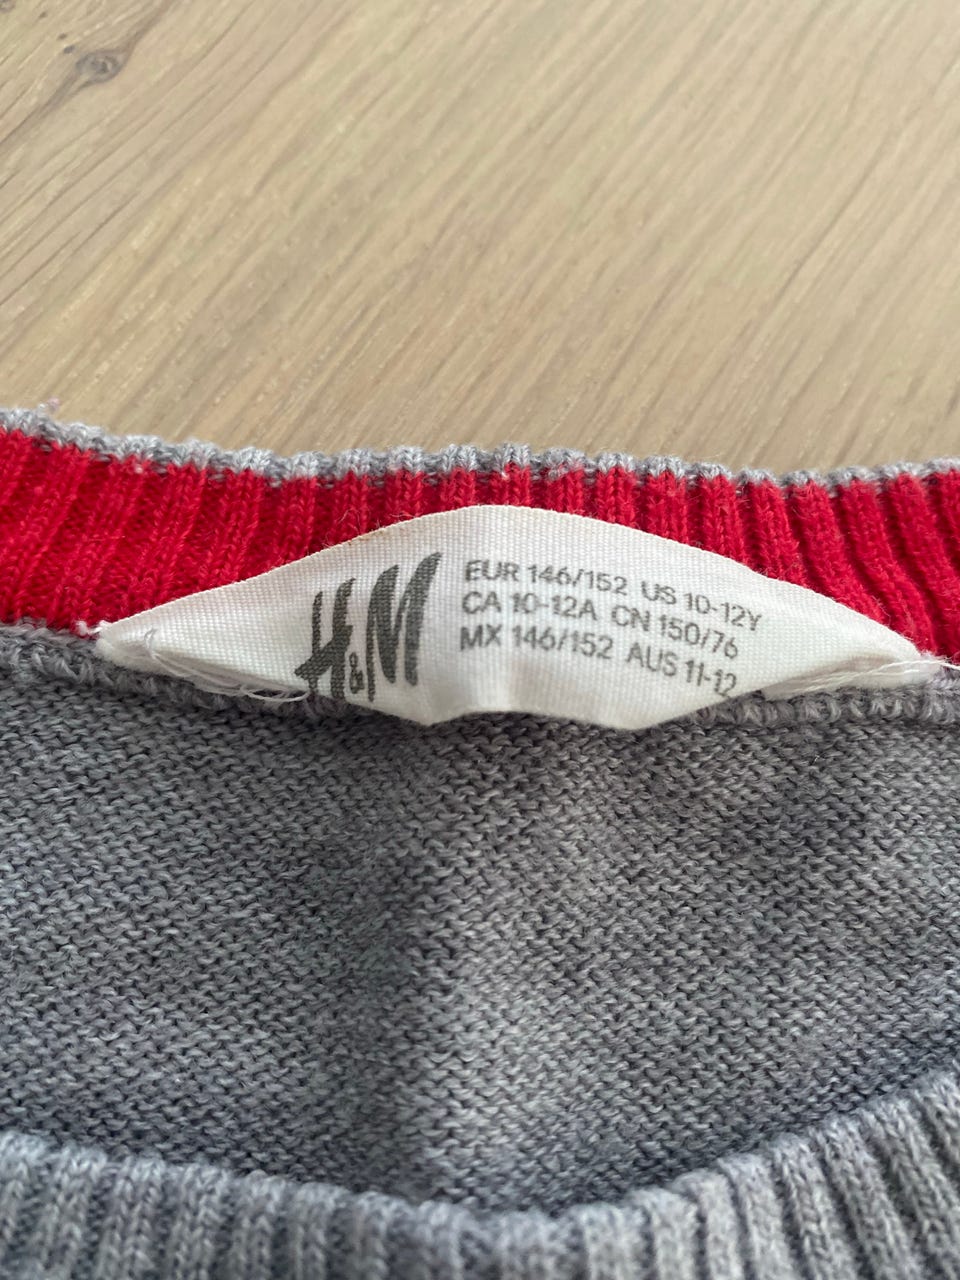 H&M
EUR 146/152 US 10-12Y
CA 10-12A CN 150/76
MX 146/152 AUS 11-12